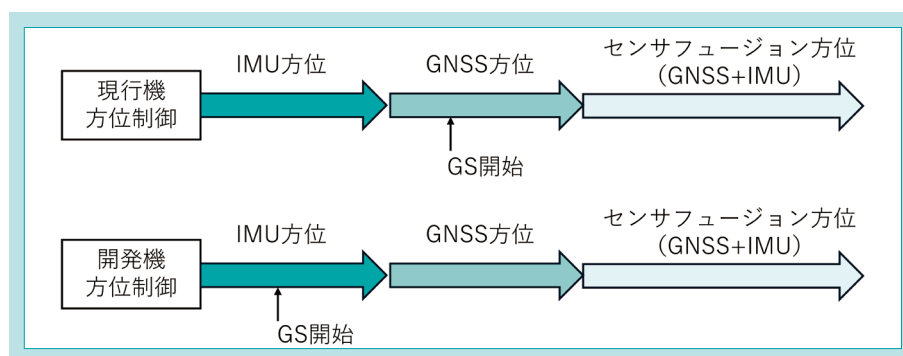 IMU方位
GNSS方位
センサフュージョン方位
(GNSS+IMU)
現行機
方位制御
GS開始
IMU方位
GNSS方位
センサフュージョン方位
(GNSS+IMU)
開発機
方位制御
GS開始